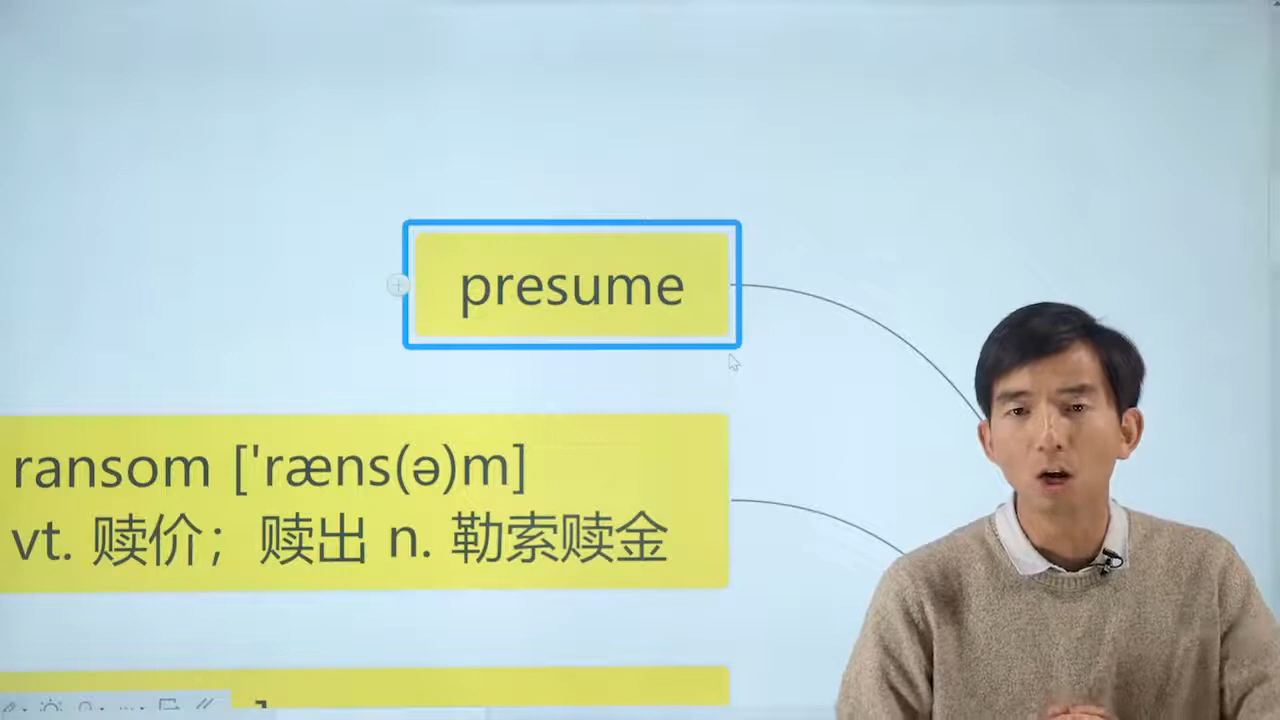 presume
ransom ['ræns(ə)m]
vt. 赎价；赎出 n. 勒索赎金